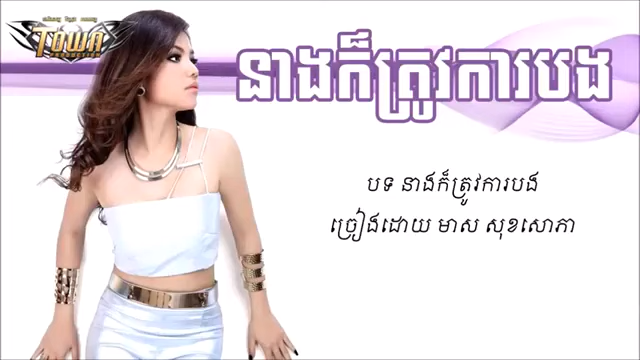 TOWN
PRODUCTION
នាងក៏ត្រូវការបង
បទ នាងក៏ត្រូវការបង
ច្រៀងដោយ មាស សុខសោភា